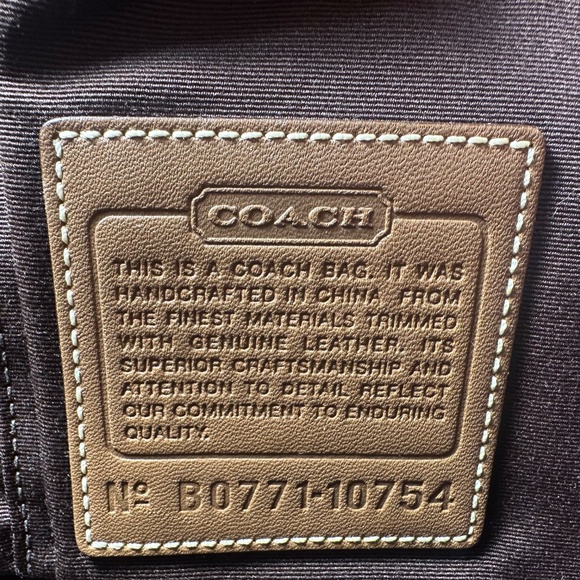 COACH
THIS IS A COACH BAG. IT WAS
HANDCRAFTED IN CHINA FROM
THE FINEST MATERIALS TRIMMED
WITH GENUINE LEATHER. ITS
SUPERIOR CRAFTSMANSHIP AND
ATTENTION TO DETAIL REFLECT
OUR COMMITMENT TO ENDURING
QUALITY.
Nº B0771-10754